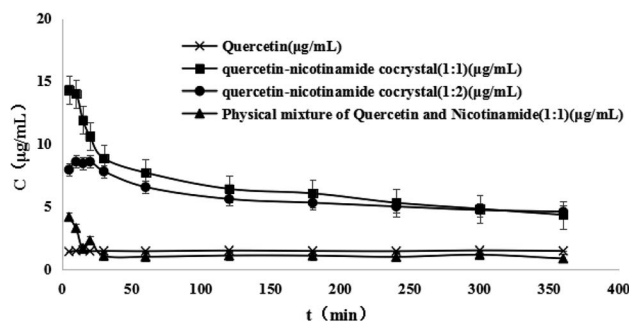 20
15
10
5
0
C（μg/mL）
Quercetin(μg/mL)
quercetin-nicotinamide cocrystal(1:1)(μg/mL)
quercetin-nicotinamide cocrystal(1:2)(μg/mL)
Physical mixture of Quercetin and Nicotinamide(1:1)(μg/mL)
0 50 100 150 200 250 300 350 400
t（min）